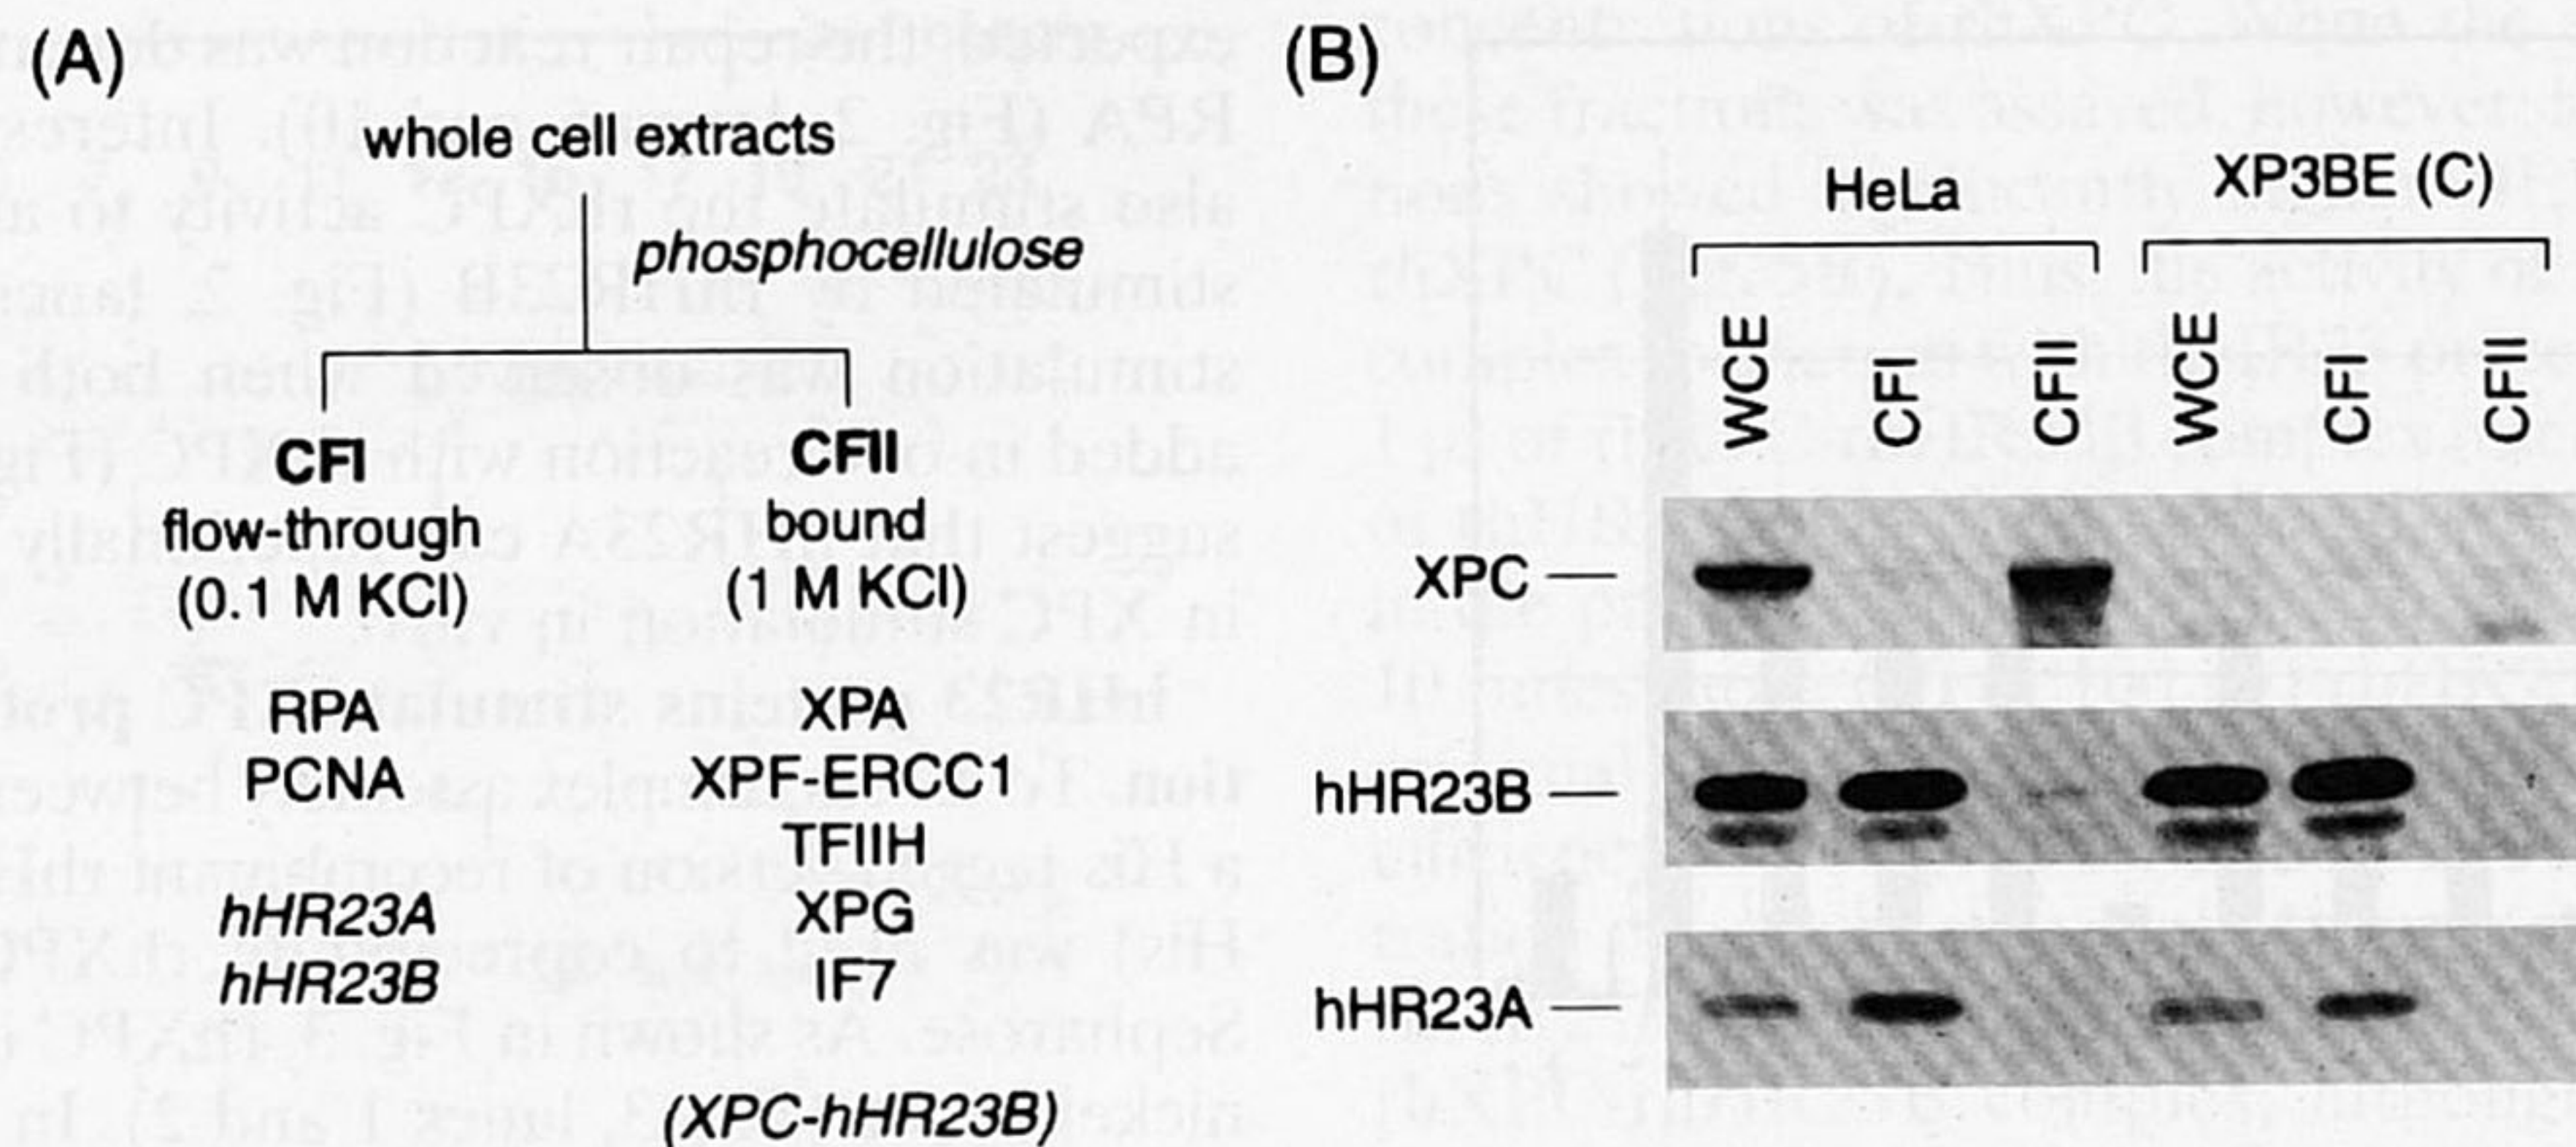 (A)
whole cell extracts
phosphocellulose
CFI
flow-through
(0.1 M KCl)
RPA
PCNA
hHR23A
hHR23B
CFII
bound
(1 M KCl)
XPA
XPF-ERCC1
TFIIH
XPG
IF7
(XPC-hHR23B)
(B)
HeLa
XP3BE (C)
WCE
CFI
CFII
WCE
CFI
CFII
XPC
hHR23B
hHR23A